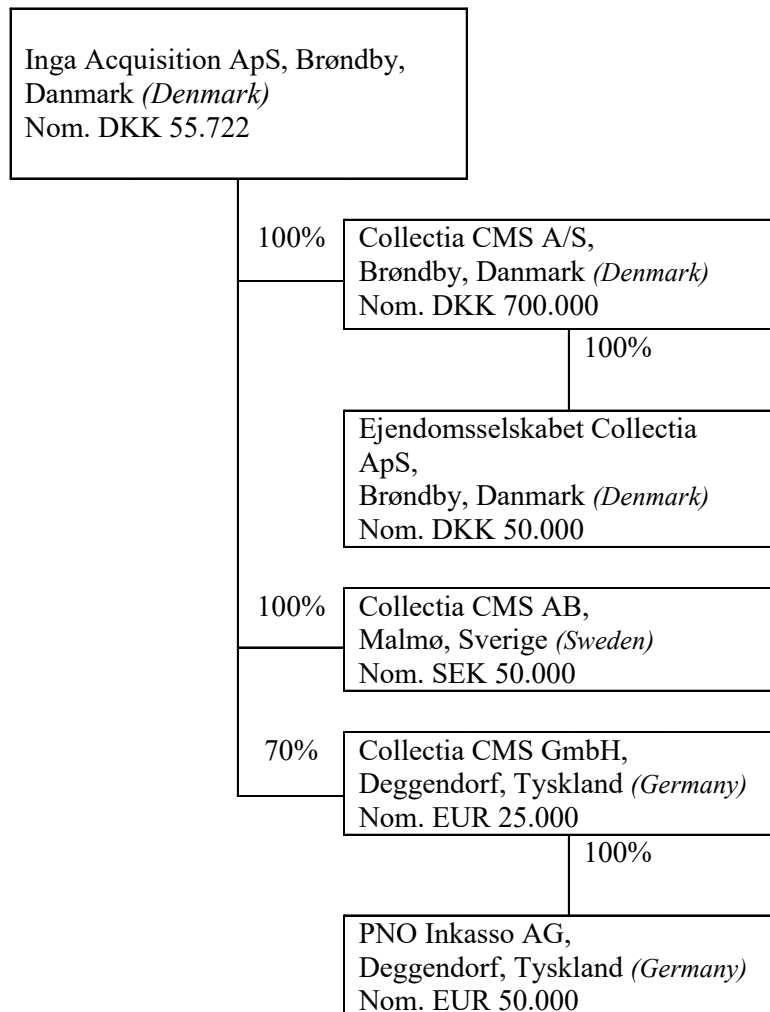 Inga Acquisition ApS, Brøndby,
Danmark (Denmark)
Nom. DKK 55.722
100%
Collectia CMS A/S,
Brøndby, Danmark (Denmark)
Nom. DKK 700.000
100%
Ejendomsselskabet Collectia
ApS,
Brøndby, Danmark (Denmark)
Nom. DKK 50.000
100%
Collectia CMS AB,
Malmø, Sverige (Sweden)
Nom. SEK 50.000
70%
Collectia CMS GmbH,
Deggendorf, Tyskland (Germany)
Nom. EUR 25.000
100%
PNO Inkasso AG,
Deggendorf, Tyskland (Germany)
Nom. EUR 50.000